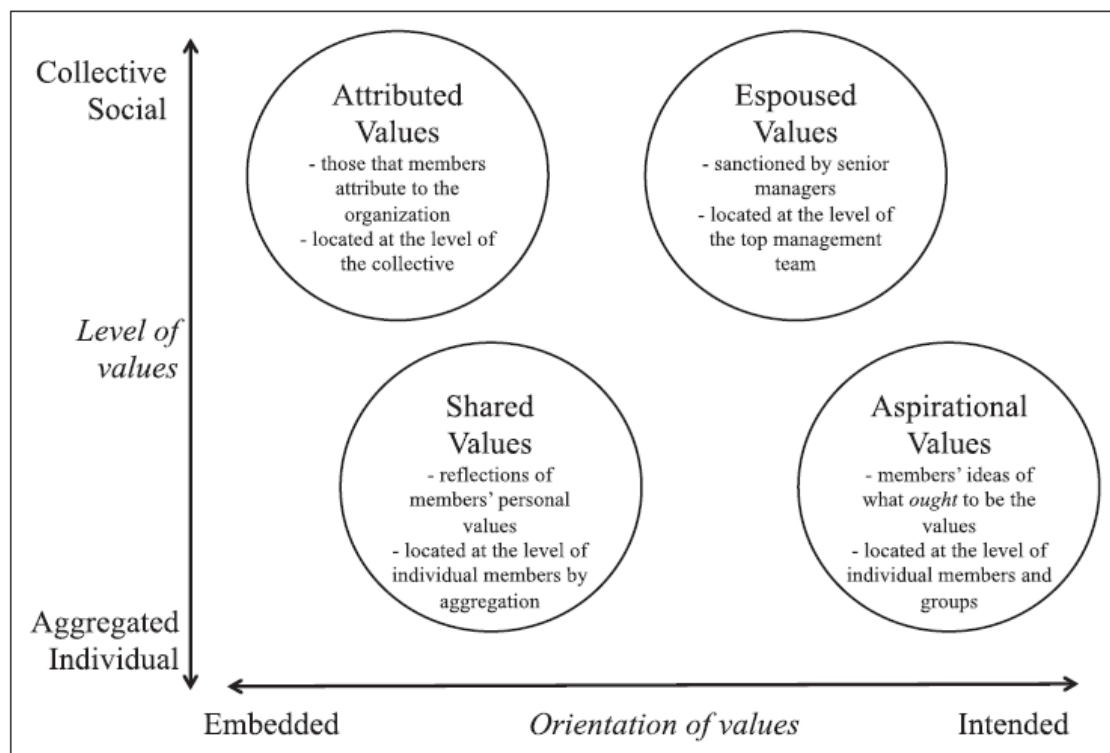 Collective
Social
Attributed
Values
- those that members
attribute to the
organization
- located at the level of
the collective
Espoused
Values
- sanctioned by senior
managers
- located at the level of
the top management
team
Level of
values
Shared
Values
- reflections of
members’ personal
values
- located at the level of
individual members by
aggregation
Aspirational
Values
- members’ ideas of
what ought to be the
values
- located at the level of
individual members and
groups
Aggregated
Individual
Embedded
Orientation of values
Intended